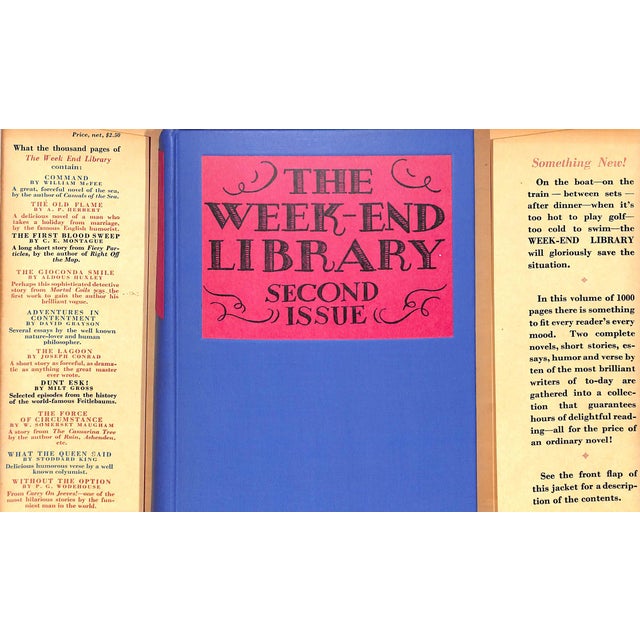 Price, net, $2.50
What the thousand pages of
The Week End Library
contain:
COMMAND
BY WILLIAM McFEE
A great, forceful novel of the sea,
by the author of Casuals of the Sea.
THE OLD FLAME
BY A. P. HERBERT
A delicious novel of a man who
takes a holiday from marriage,
by the famous English humorist.
THE FIRST BLOOD SWEEP
BY C. E. MONTAGUE
A long short story from Fiery Par-
ticles, by the author of Right Off
the Map.
THE GIOCONDA SMILE
BY ALDOUS HUXLEY
Perhaps this sophisticated detective
story from Mortal Coils was the
first work to gain the author his
brilliant vogue.
ADVENTURES IN
CONTENTMENT
BY DAVID GRAYSON
Several essays by the well known
nature-lover and human
philosopher.
THE LAGOON
BY JOSEPH CONRAD
A short story as forceful, as drama-
tic as anything the great master
ever wrote.
DUNT ESK!
BY MILT GROSS
Selected episodes from the history
of the world-famous Feitlebaums.
THE FORCE
OF CIRCUMSTANCE
BY W. SOMERSET MAUGHAM
A story from The Casuarina Tree
by the author of Rain, Ashenden,
etc.
WHAT THE QUEEN SAID
BY STODDARD KING
Delicious humorous verse by a well
known columnist.
WITHOUT THE OPTION
BY P. G. WODEHOUSE
From Carry On Jeeves!—one of the
most hilarious stories by the fun-
niest man in the world.
THE
WEEK-END
LIBRARY
SECOND
ISSUE
Something New!
On the boat—on the
train — between sets —
after dinner—when it's
too hot to play golf—
too cold to swim—the
WEEK-END LIBRARY
will gloriously save the
situation.
In this volume of 1000
pages there is something
to fit every reader's every
mood. Two complete
novels, short stories, es-
says, humor and verse by
ten of the most brilliant
writers of to-day are
gathered into a collec-
tion that guarantees
hours of delightful read-
ing—all for the price of
an ordinary novel!
See the front flap of
this jacket for a descrip-
tion of the contents.